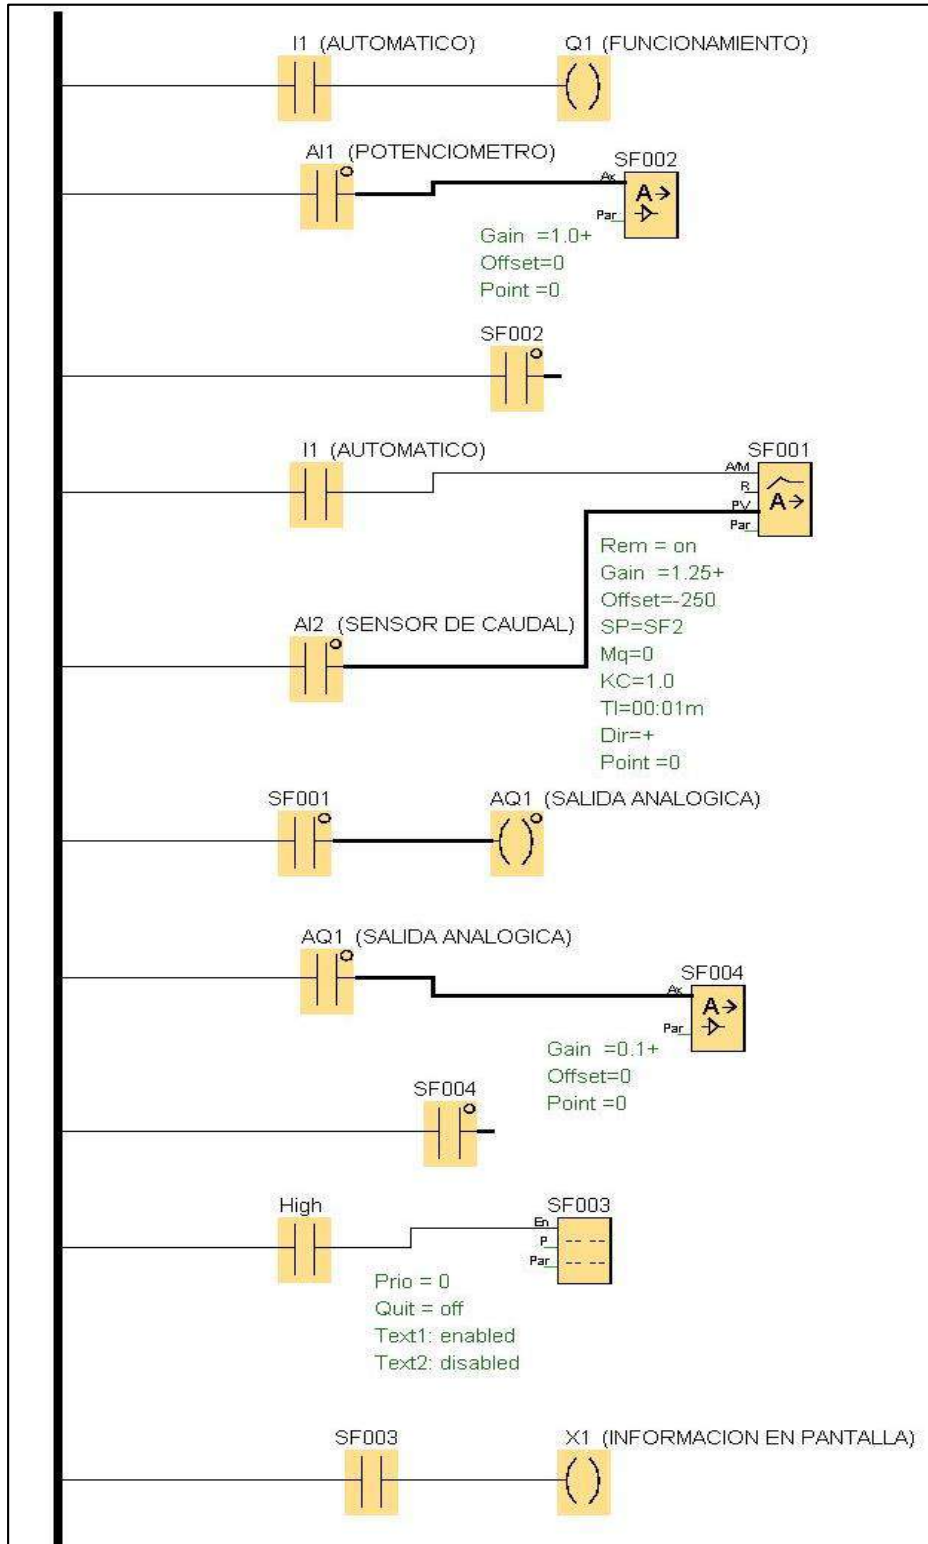 I1 (AUTOMATICO)
Q1 (FUNCIONAMIENTO)
AI1 (POTENCIOMETRO)
SF002
Ax
A→
Par
Gain =1.0+
Offset=0
Point =0
SF002
I1 (AUTOMATICO)
SF001
A/M
R
PV
A→
Par
Rem = on
Gain =1.25+
Offset=-250
AI2 (SENSOR DE CAUDAL)
SP=SF2
Mq=0
KC=1.0
TI=00:01m
Dir=+
Point =0
SF001
AQ1 (SALIDA ANALOGICA)
AQ1 (SALIDA ANALOGICA)
SF004
Ax
A→
Par
Gain =0.1+
Offset=0
Point =0
SF004
High
SF003
En
P
Par
Prio = 0
Quit = off
Text1: enabled
Text2: disabled
SF003
X1 (INFORMACION EN PANTALLA)